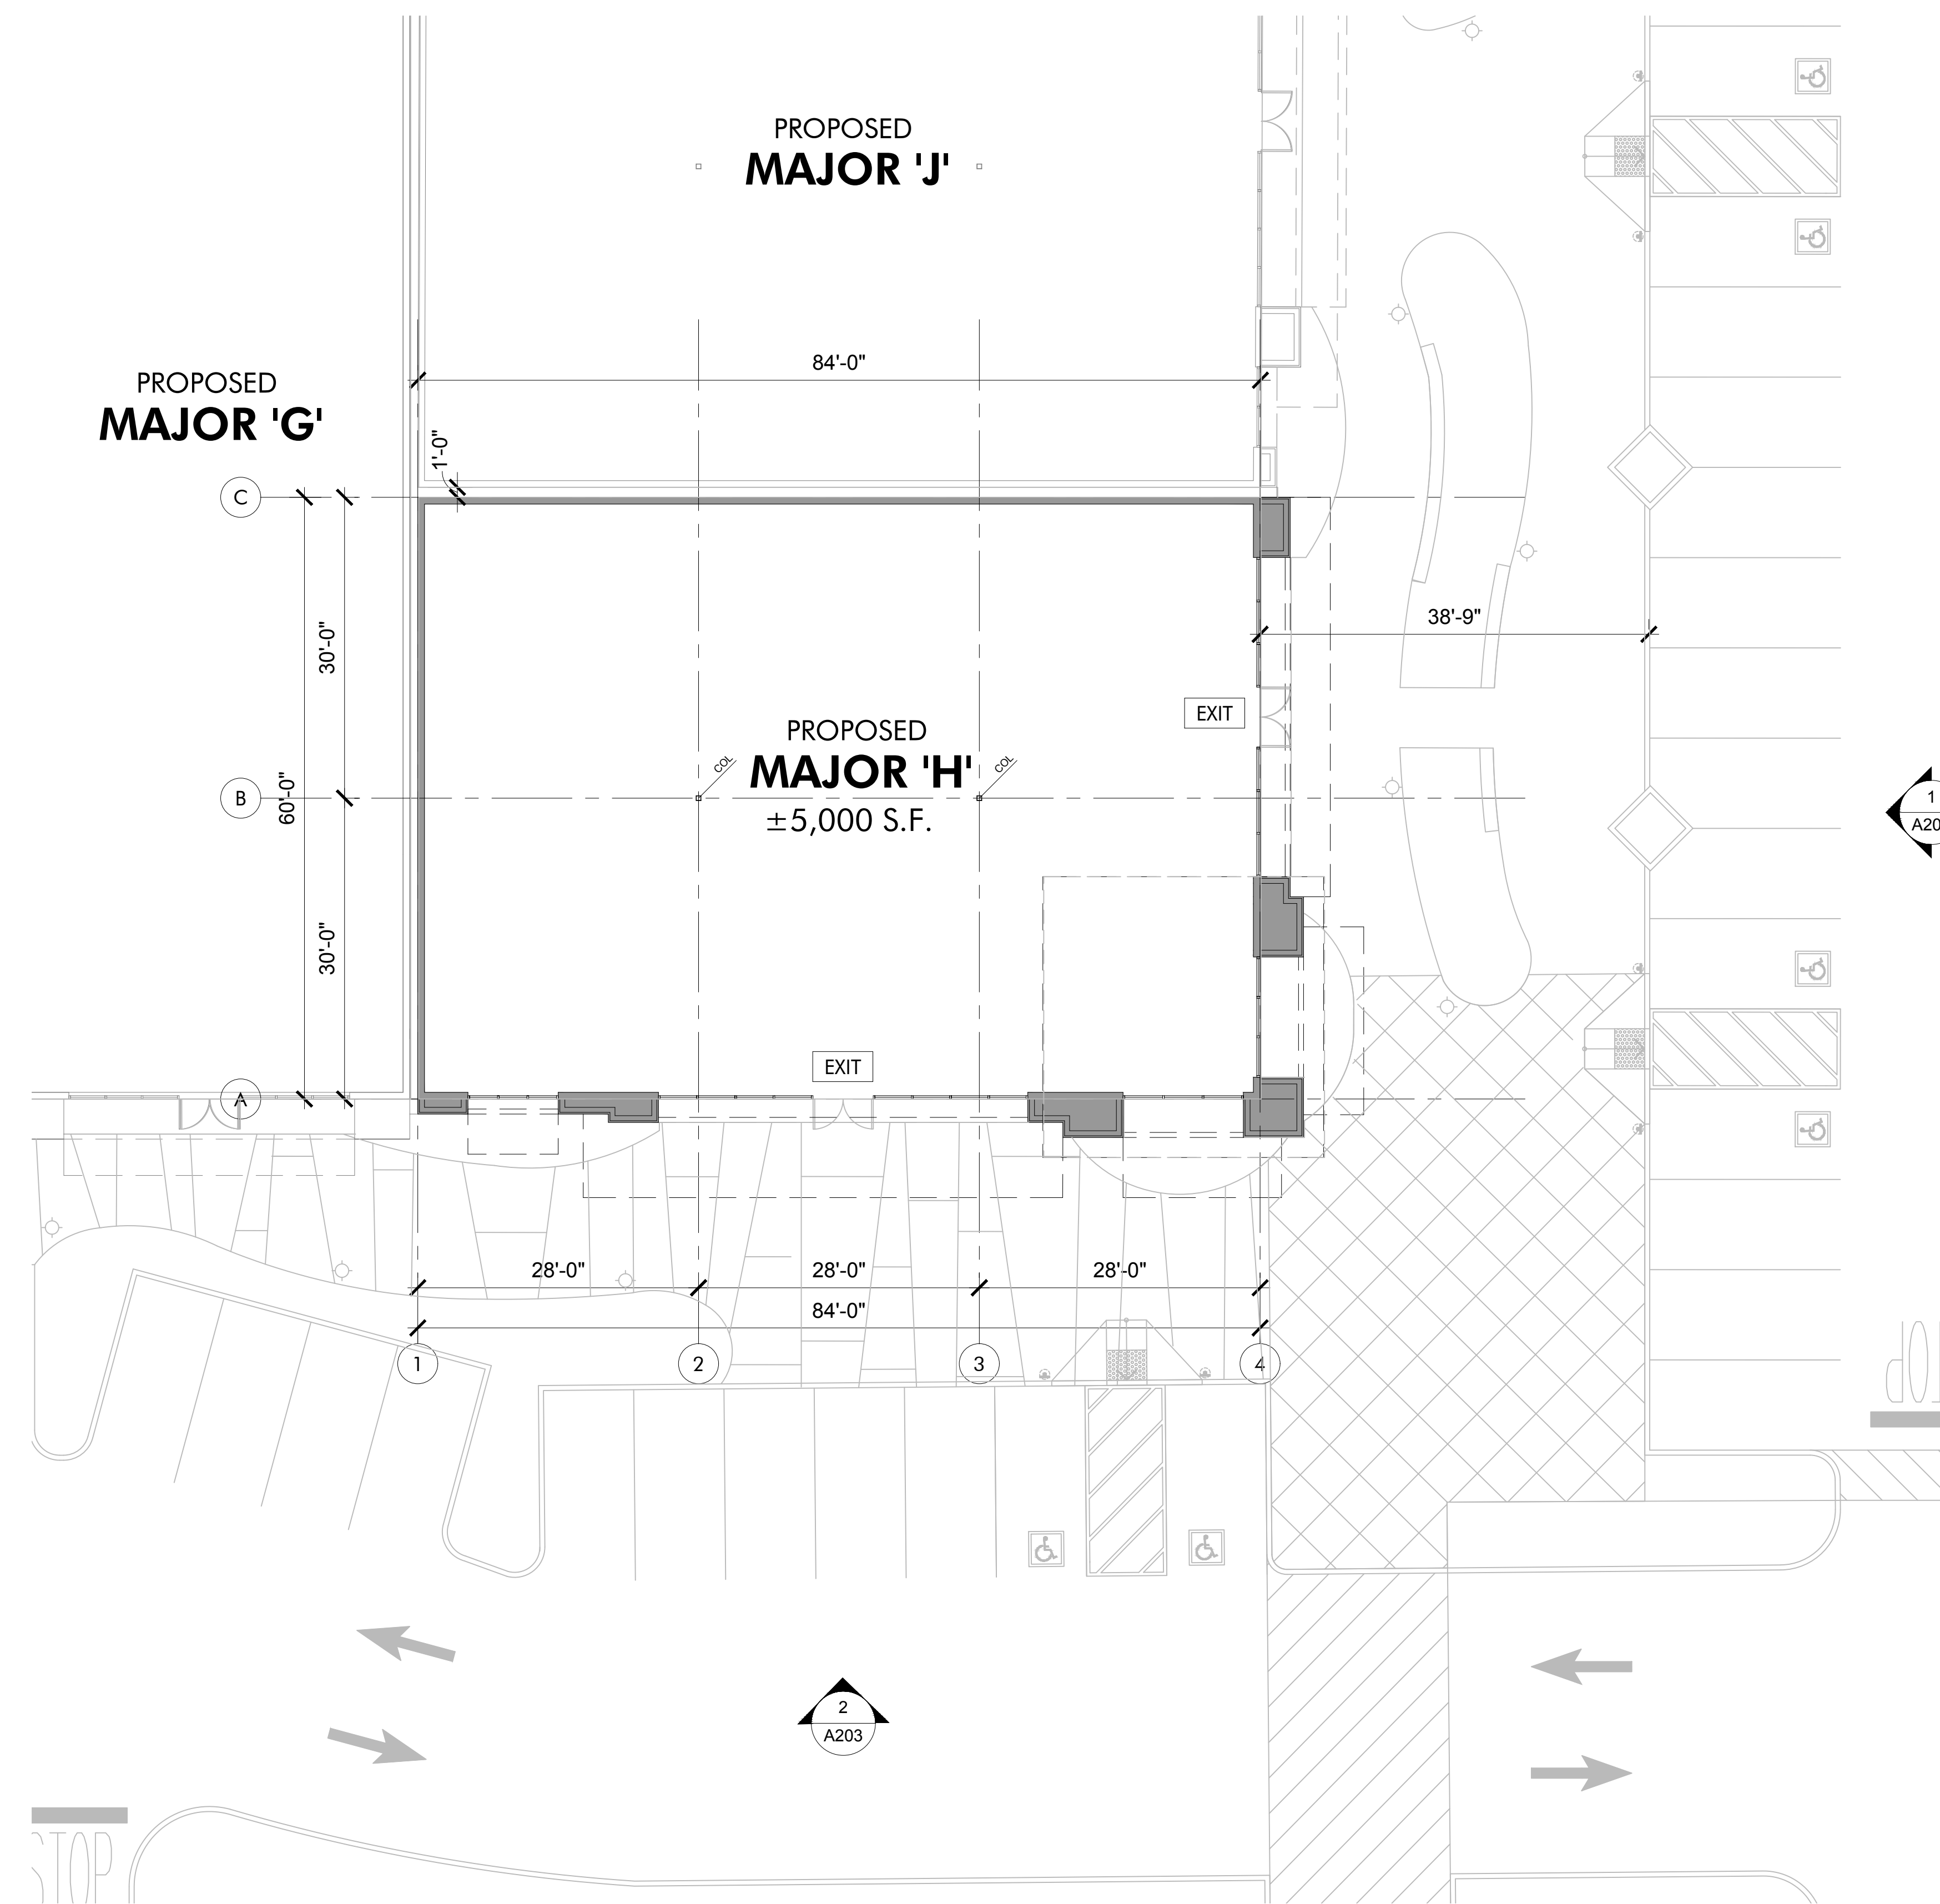 PROPOSED
MAJOR 'J'
84'-0"
PROPOSED
MAJOR 'G'
1'-0"
C
30'-0"
38'-9"
EXIT
PROPOSED
MAJOR 'H'
±5,000 S.F.
COL
COL
B
60'-0"
1
30'-0"
EXIT
A
28'-0"
28'-0"
28'-0"
84'-0"
1
2
3
4
2
A203
STOP